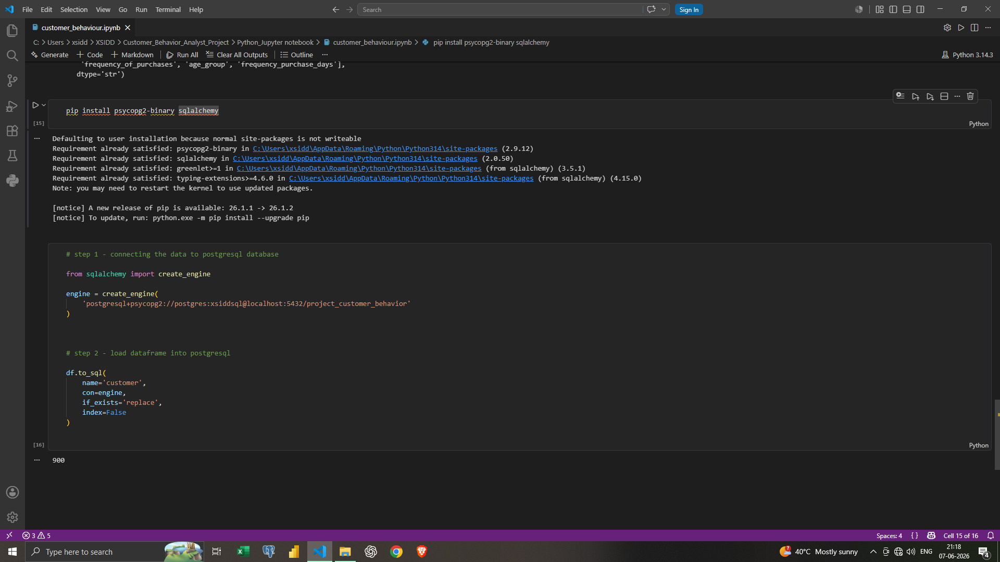 File Edit Selection View Go Run Terminal Help
Search
Sign In
customer_behaviour.ipynb
C: > Users > xsidd > XSIDD > Customer_Behavior_Analyst_Project > Python_Jupyter notebook > customer_behaviour.ipynb > pip install psycopg2-binary sqlalchemy
Generate + Code + Markdown Run All Clear All Outputs Outline ...
Python 3.14.3
'frequency_of_purchases', 'age_group', 'frequency_purchase_days'],
dtype='str')
pip install psycopg2-binary sqlalchemy
[15]
Python
Defaulting to user installation because normal site-packages is not writeable
Requirement already satisfied: psycopg2-binary in C:\Users\xsidd\AppData\Roaming\Python\Python314\site-packages (2.9.12)
Requirement already satisfied: sqlalchemy in C:\Users\xsidd\AppData\Roaming\Python\Python314\site-packages (2.0.50)
Requirement already satisfied: greenlet>=1 in C:\Users\xsidd\AppData\Roaming\Python\Python314\site-packages (from sqlalchemy) (3.5.1)
Requirement already satisfied: typing-extensions>=4.6.0 in C:\Users\xsidd\AppData\Roaming\Python\Python314\site-packages (from sqlalchemy) (4.15.0)
Note: you may need to restart the kernel to use updated packages.
[notice] A new release of pip is available: 26.1.1 -> 26.1.2
[notice] To update, run: python.exe -m pip install --upgrade pip
# step 1 - connecting the data to postgresql database
from sqlalchemy import create_engine
engine = create_engine(
'postgresql+psycopg2://postgres:xsiddsql@localhost:5432/project_customer_behavior'
)
# step 2 - load dataframe into postgresql
df.to_sql(
name='customer',
con=engine,
if_exists='replace',
index=False
)
[16]
Python
900
3 5
Spaces: 4 { } Cell 15 of 16
Type here to search
7 40°C Mostly sunny
ENG
21:18
07-06-2026
4